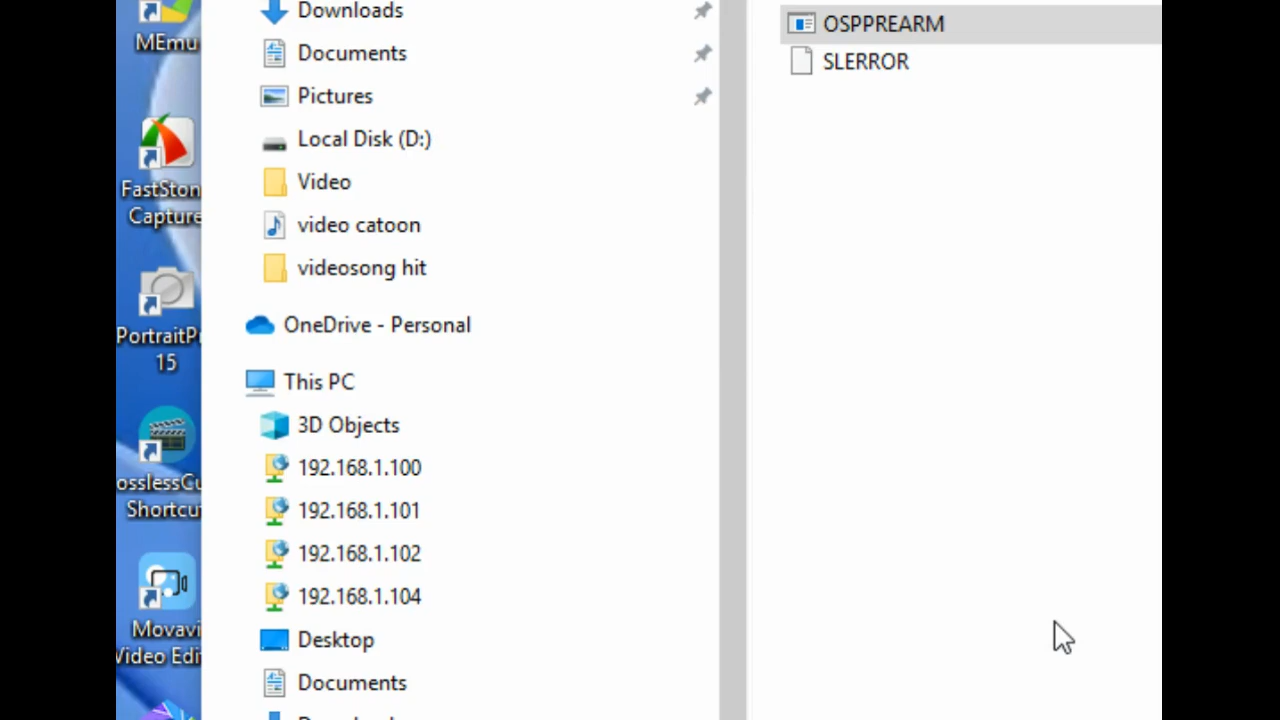 MEmu
FastSton
Capture
PortraitP
15
osslessCu
Shortcu
Movavi
Video Edi
Downloads
Documents
Pictures
Local Disk (D:)
Video
video catoon
videosong hit
OneDrive - Personal
This PC
3D Objects
192.168.1.100
192.168.1.101
192.168.1.102
192.168.1.104
Desktop
Documents
OSPPREARM
SLERROR